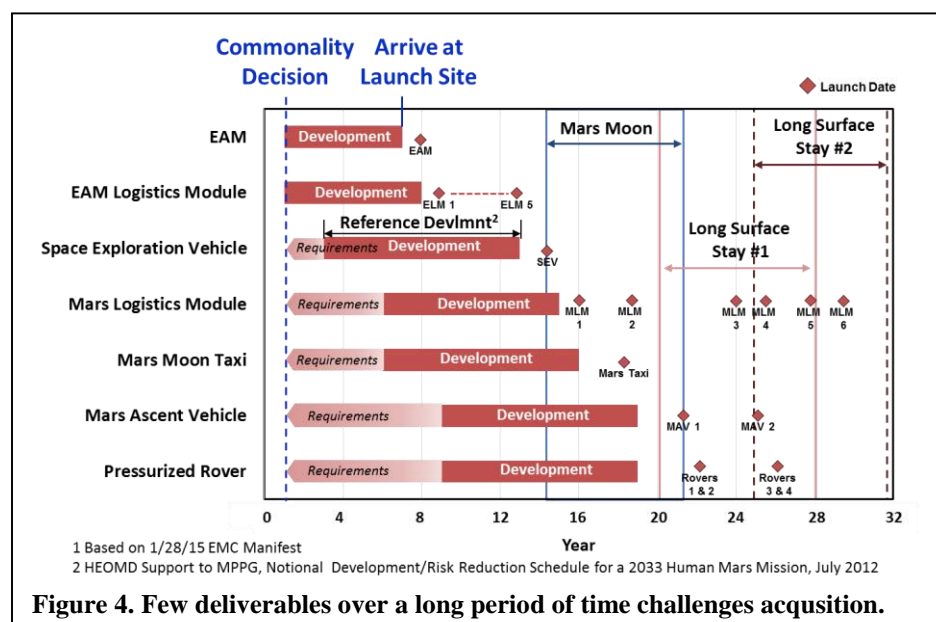 Commonality
Decision
Arrive at
Launch Site
Launch Date
EAM
Development
EAM
Mars Moon
Long Surface
Stay #2
EAM Logistics Module
Development
ELM 1
ELM 5
Reference Devlmnt2
Space Exploration Vehicle
Requirements
Development
SEV
Long Surface
Stay #1
Mars Logistics Module
Requirements
Development
MLM
1
MLM
2
MLM
3
MLM
4
MLM
5
MLM
6
Mars Moon Taxi
Requirements
Development
Mars Taxi
Mars Ascent Vehicle
Requirements
Development
MAV 1
MAV 2
Pressurized Rover
Requirements
Development
Rovers
1 & 2
Rovers
3 & 4
0 4 8 12 16 20 24 28 32
Year
1 Based on 1/28/15 EMC Manifest
2 HEOMD Support to MPPG, Notional Development/Risk Reduction Schedule for a 2033 Human Mars Mission, July 2012
Figure 4. Few deliverables over a long period of time challenges acqusition.